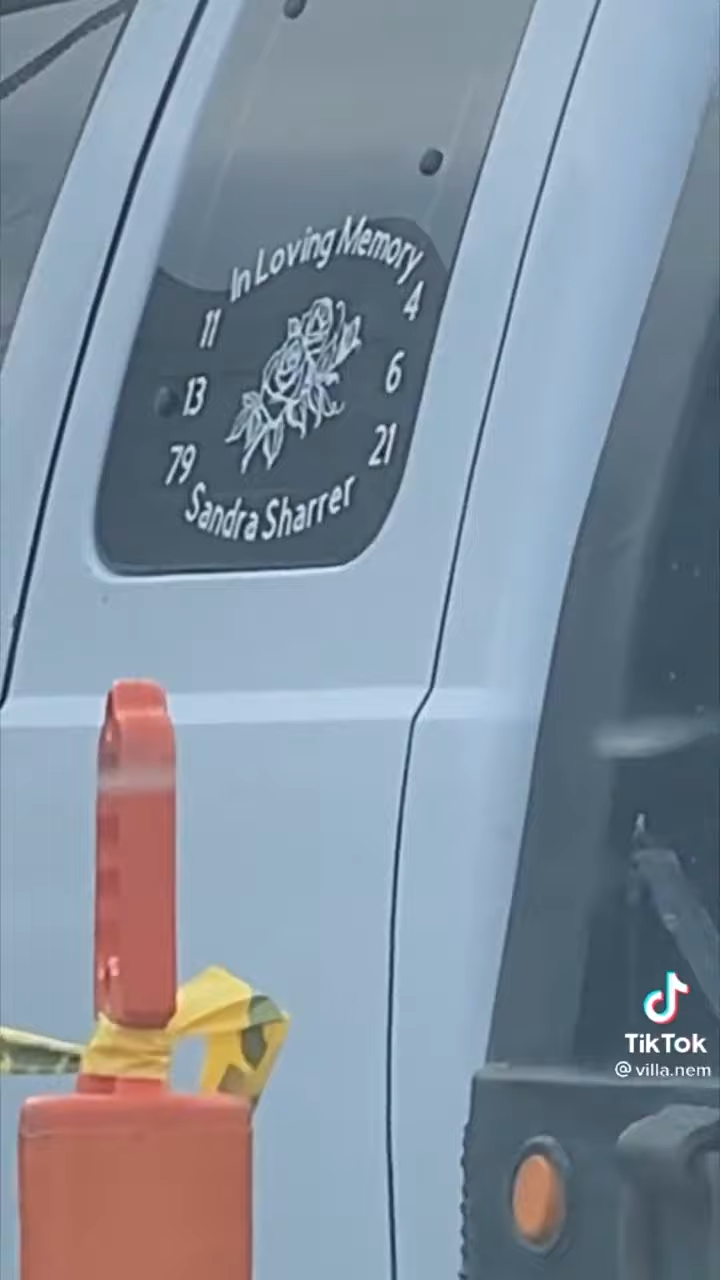 In Loving Memory
11 4
13 6
79 21
Sandra Sharrer
TikTok
@villa.nem